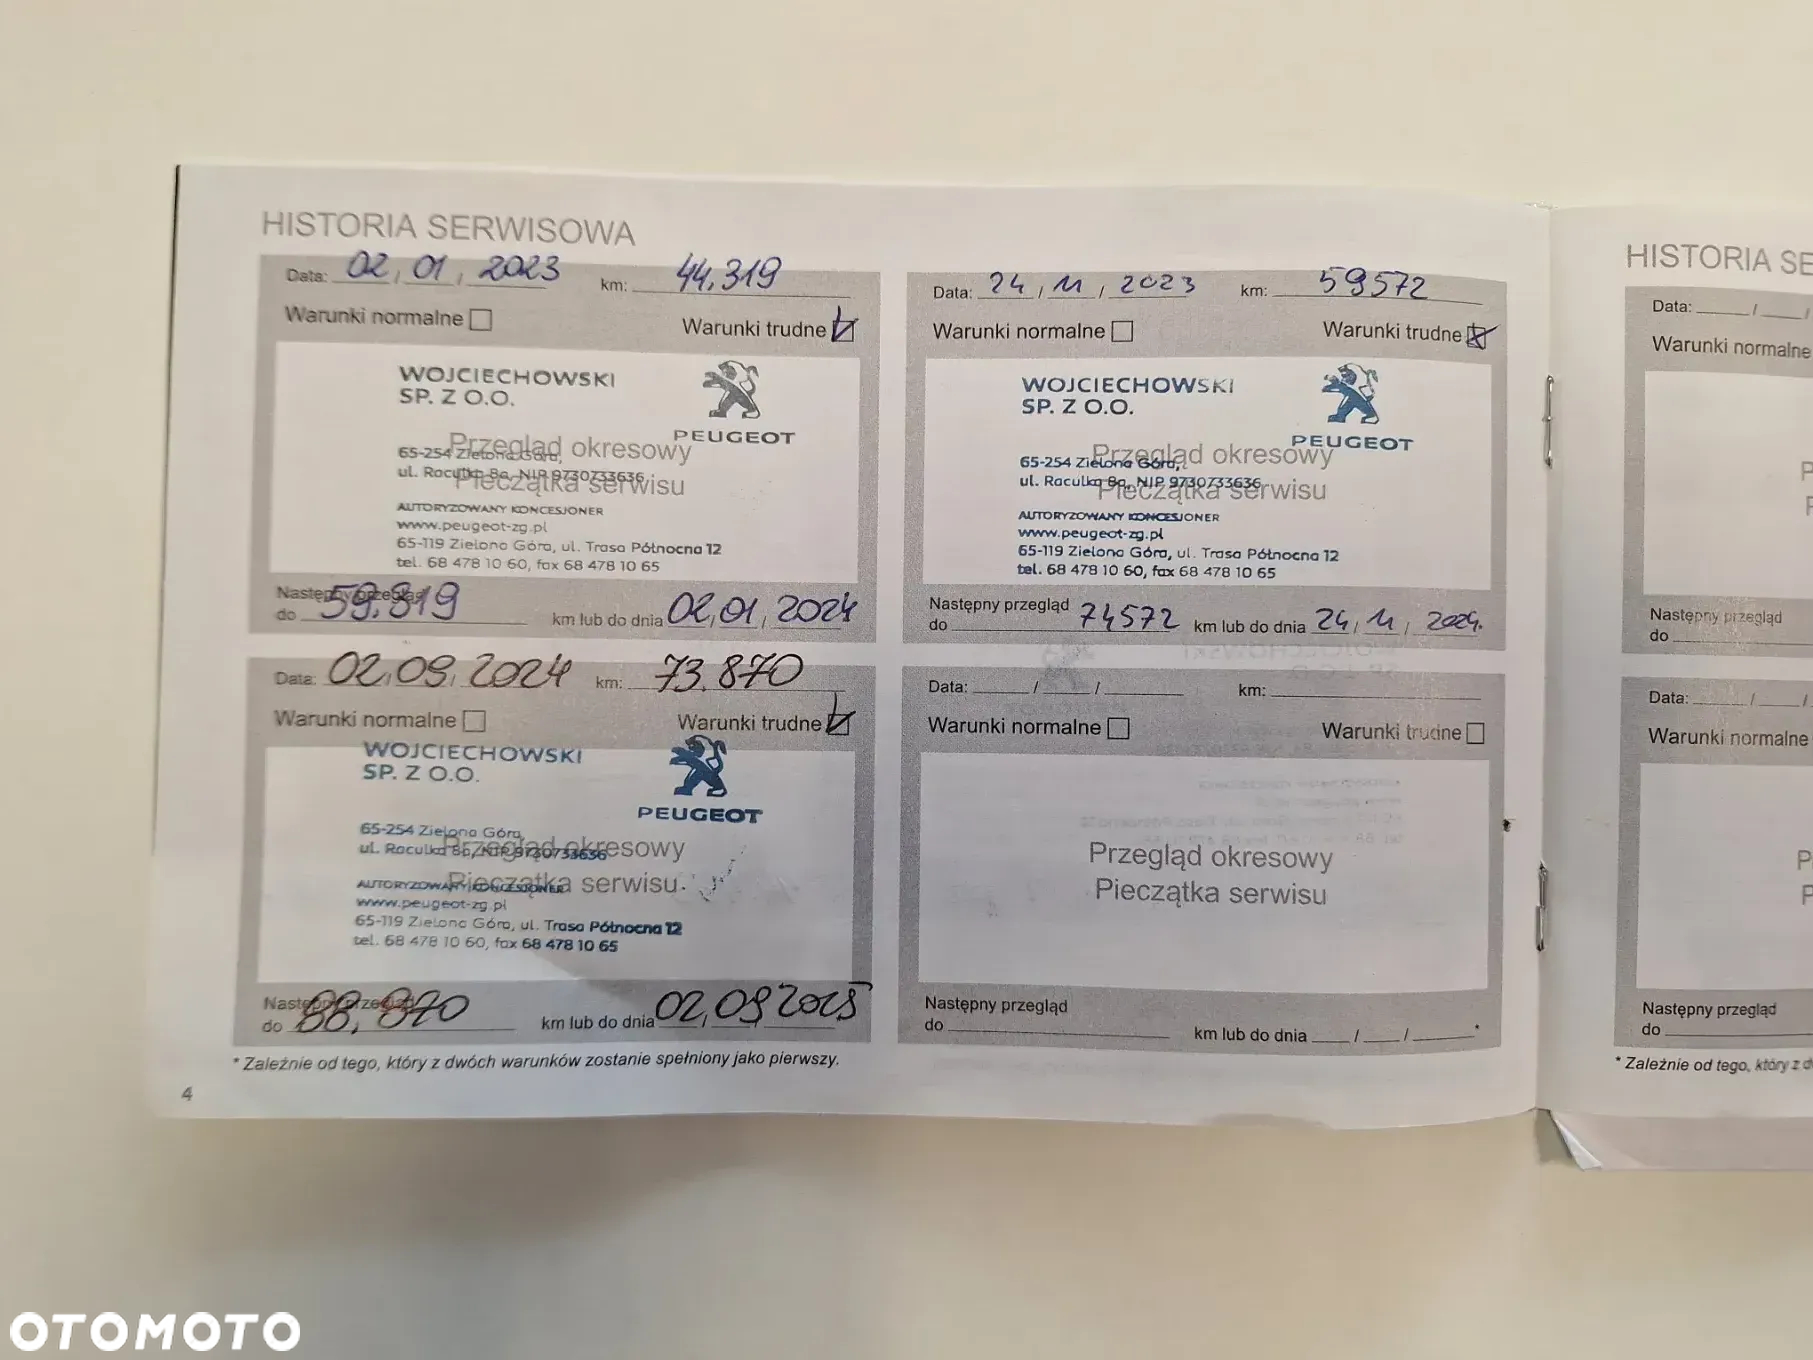 HISTORIA SERWISOWA
Data: 02, 01, 2023 km: 44.319
Warunki normalne Warunki trudne
WOJCIECHOWSKI
SP. Z O.O.
PEUGEOT
Przegląd okresowy
65-254 Zielona Góra,
ul. Raculka 8a, NIP 9730733636
Pieczątka serwisu
AUTORYZOWANY KONCESJONER
www.peugeot-zg.pl
65-119 Zielona Góra, ul. Trasa Północna 12
tel. 68 478 10 60, fax 68 478 10 65
Następny przegląd
do 59.819 km lub do dnia 02, 01, 2024
Data: 24 / 11 / 2023 km: 59572
Warunki normalne Warunki trudne
WOJCIECHOWSKI
SP. Z O.O.
PEUGEOT
Przegląd okresowy
65-254 Zielona Góra,
ul. Raculka 8a, NIP 9730733636
Pieczątka serwisu
AUTORYZOWANY KONCESJONER
www.peugeot-zg.pl
65-119 Zielona Góra, ul. Trasa Północna 12
tel. 68 478 10 60, fax 68 478 10 65
Następny przegląd
do 74572 km lub do dnia 24 / 11 / 2024.
Data: 02, 09, 2024 km: 73.870
Warunki normalne Warunki trudne
WOJCIECHOWSKI
SP. Z O.O.
PEUGEOT
65-254 Zielona Góra,
Przegląd okresowy
ul. Raculka 8a, NIP 9730733636
Pieczątka serwisu
AUTORYZOWANY KONCESJONER
www.peugeot-zg.pl
65-119 Zielona Góra, ul. Trasa Północna 12
tel. 68 478 10 60, fax 68 478 10 65
Następny przegląd
do 88.870 km lub do dnia 02/09/2025
Data: / / km:
Warunki normalne Warunki trudne
Przegląd okresowy
Pieczątka serwisu
Następny przegląd
do km lub do dnia / / *
* Zależnie od tego, który z dwóch warunków zostanie spełniony jako pierwszy.
4
HISTORIA SE
Data: / /
Warunki normalne
Następny przegląd
do
Data: / /
Warunki normalne
Następny przegląd
do
* Zależnie od tego, który z
OTOMOTO